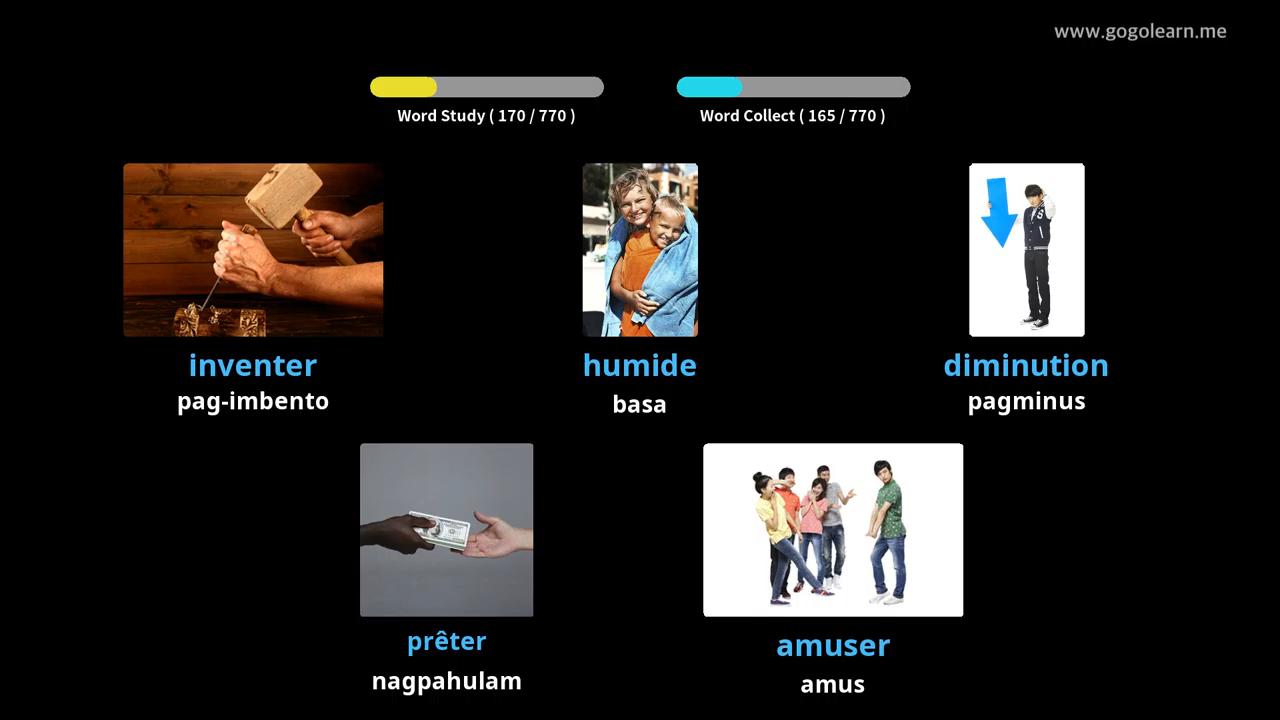 www.gogolearn.me
Word Study ( 170 / 770 )
Word Collect ( 165 / 770 )
inventer
pag-imbento
humide
basa
diminution
pagminus
prêter
nagpahulam
amuser
amus